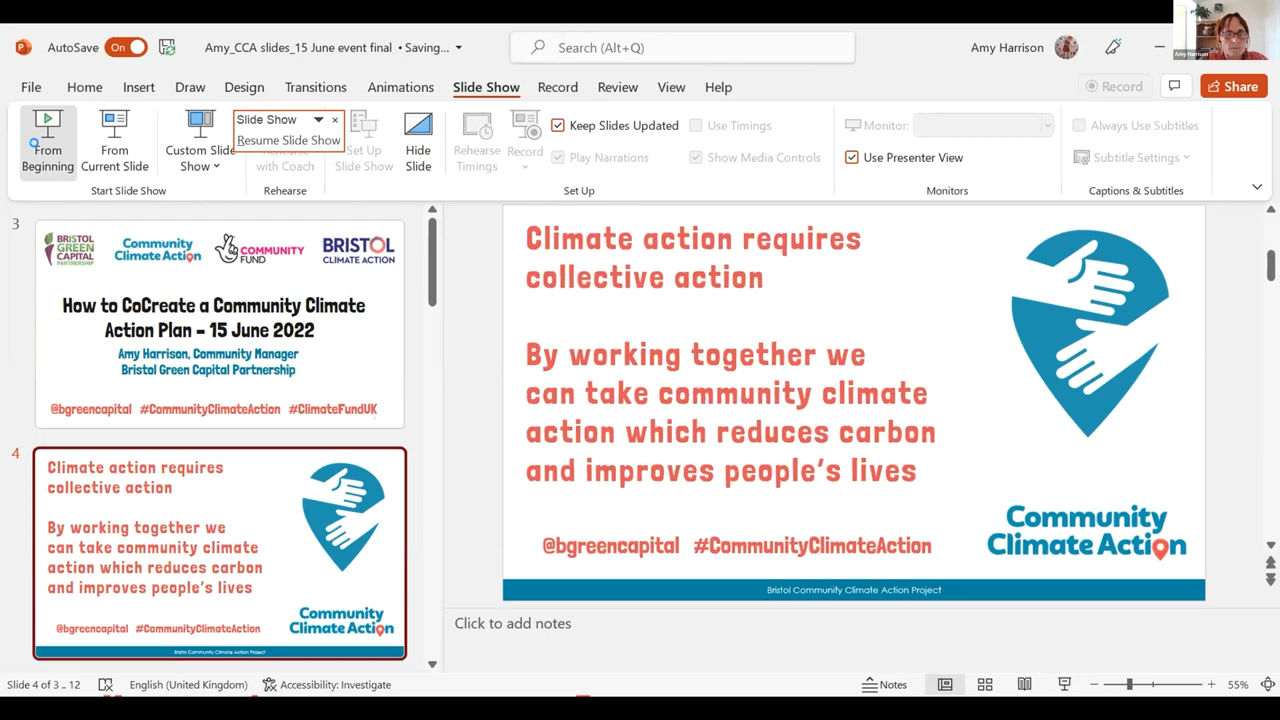 AutoSave On Amy_CCA slides_15 June event final • Saving... Search (Alt+Q) Amy Harrison
Amy Harrison
File Home Insert Draw Design Transitions Animations Slide Show Record Review View Help Record Share
From Beginning
From Current Slide
Custom Slide Show
Slide Show
Resume Slide Show
Rehearse with Coach
Set Up Slide Show
Hide Slide
Rehearse Timings
Record
Keep Slides Updated
Play Narrations
Use Timings
Show Media Controls
Monitor:
Use Presenter View
Always Use Subtitles
Subtitle Settings
Start Slide Show Rehearse Set Up Monitors Captions & Subtitles
3
BRISTOL
GREEN
CAPITAL
PARTNERSHIP
Community
Climate Action
COMMUNITY
FUND
BRISTOL
CLIMATE ACTION
How to CoCreate a Community Climate
Action Plan – 15 June 2022
Amy Harrison, Community Manager
Bristol Green Capital Partnership
@bgreencapital #CommunityClimateAction #ClimateFundUK
4
Climate action requires
collective action
By working together we
can take community climate
action which reduces carbon
and improves people's lives
@bgreencapital #CommunityClimateAction
Community
Climate Action
Bristol Community Climate Action Project
Climate action requires
collective action
By working together we
can take community climate
action which reduces carbon
and improves people's lives
@bgreencapital #CommunityClimateAction
Community
Climate Action
Bristol Community Climate Action Project
Click to add notes
Slide 4 of 3 .. 12 English (United Kingdom) Accessibility: Investigate Notes 55%